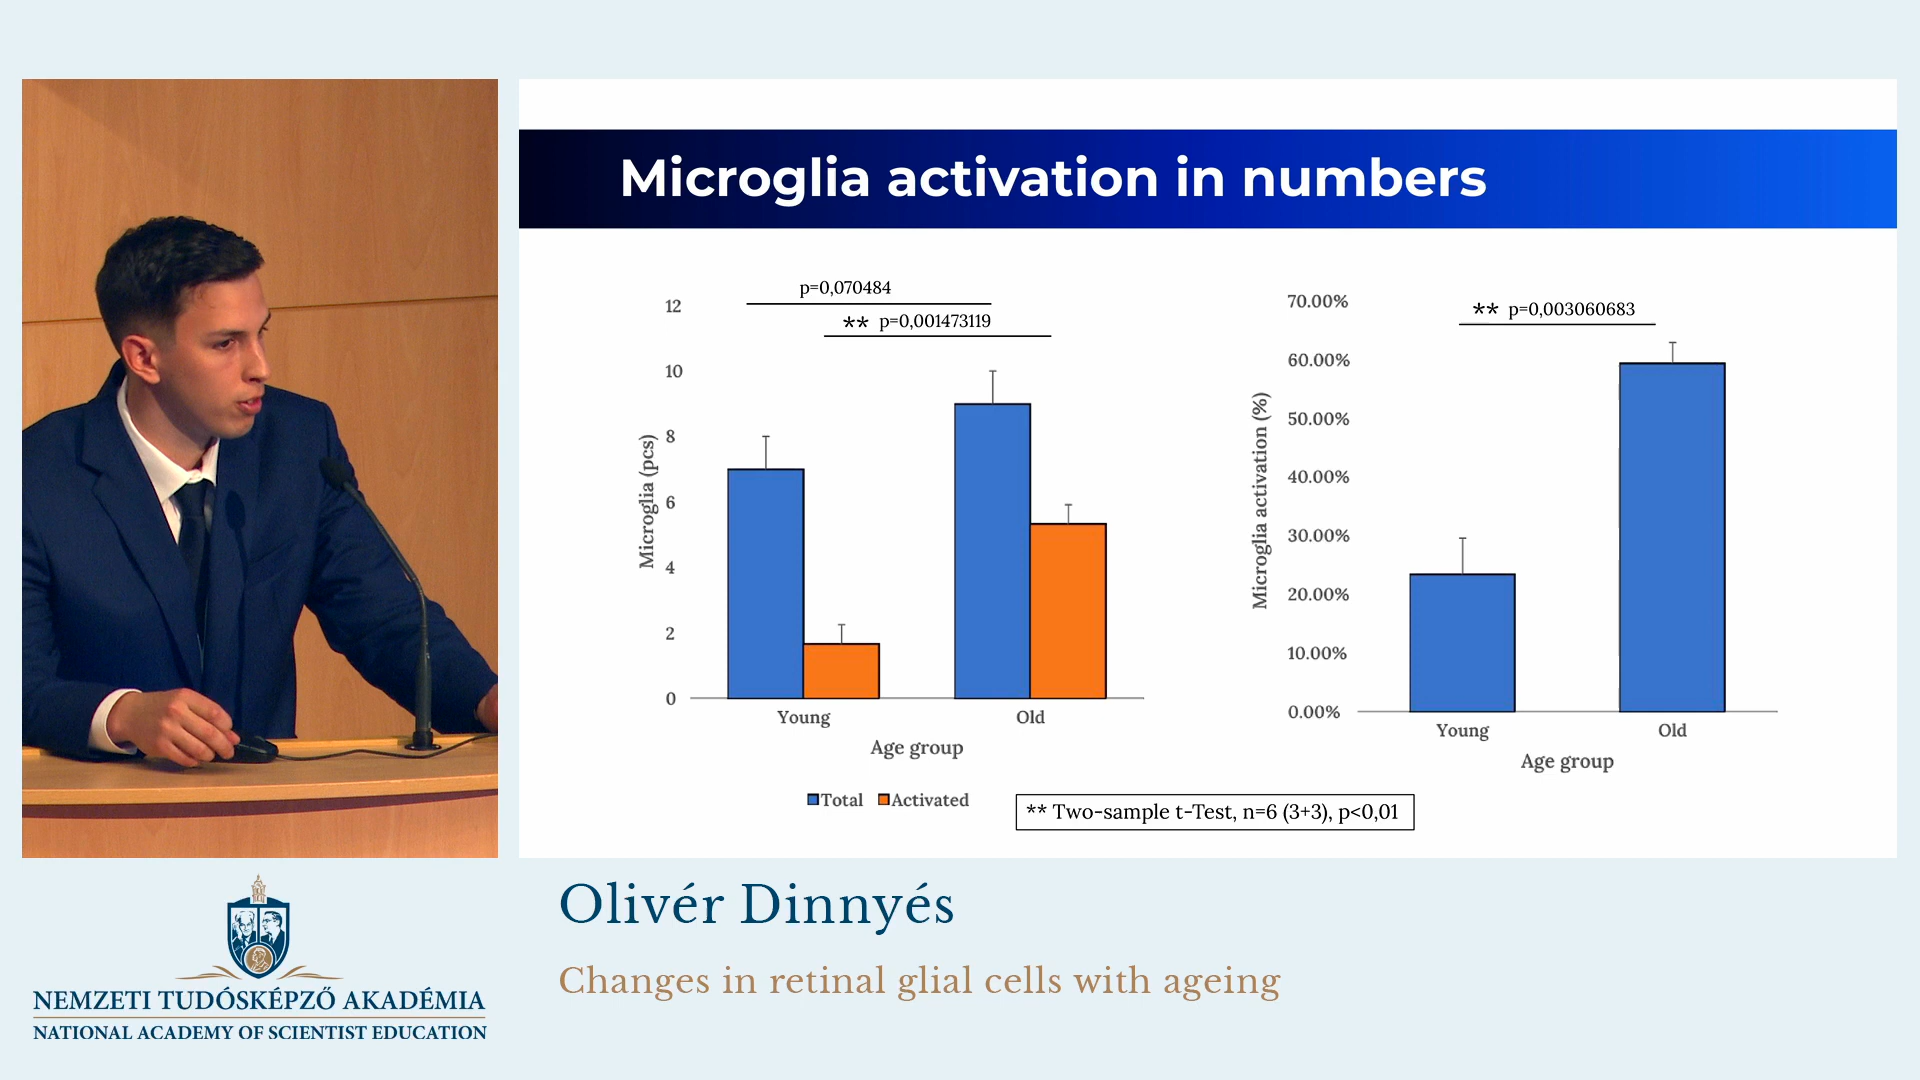 Microglia activation in numbers
p=0,070484
** p=0,001473119
12
10
8
6
4
2
0
Microglia (pcs)
Young
Old
Age group
Total
Activated
** p=0,003060683
70.00%
60.00%
50.00%
40.00%
30.00%
20.00%
10.00%
0.00%
Microglia activation (%)
Young
Old
Age group
** Two-sample t-Test, n=6 (3+3), p<0,01
Olivér Dinnyés
Changes in retinal glial cells with ageing
NEMZETI TUDÓSKÉPZŐ AKADÉMIA
NATIONAL ACADEMY OF SCIENTIST EDUCATION